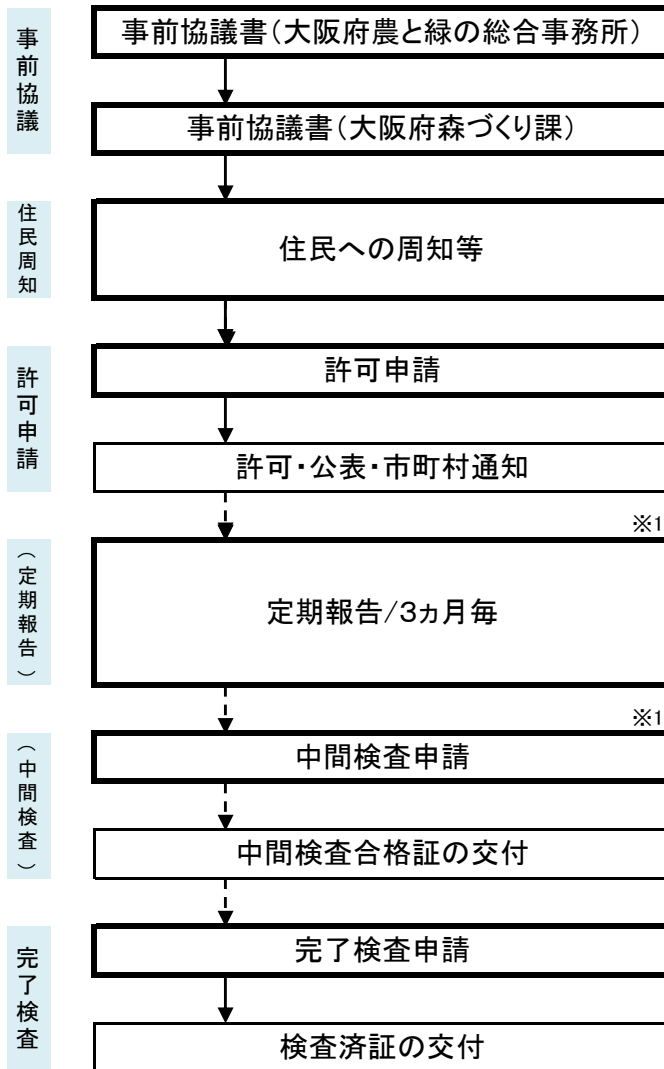 事前協議
事前協議書（大阪府農と緑の総合事務所）
事前協議書（大阪府森づくり課）
住民周知
住民への周知等
許可申請
許可申請
許可・公表・市町村通知
※1
（定期報告）
定期報告/3ヵ月毎
※1
（中間検査）
中間検査申請
中間検査合格証の交付
完了検査
完了検査申請
検査済証の交付